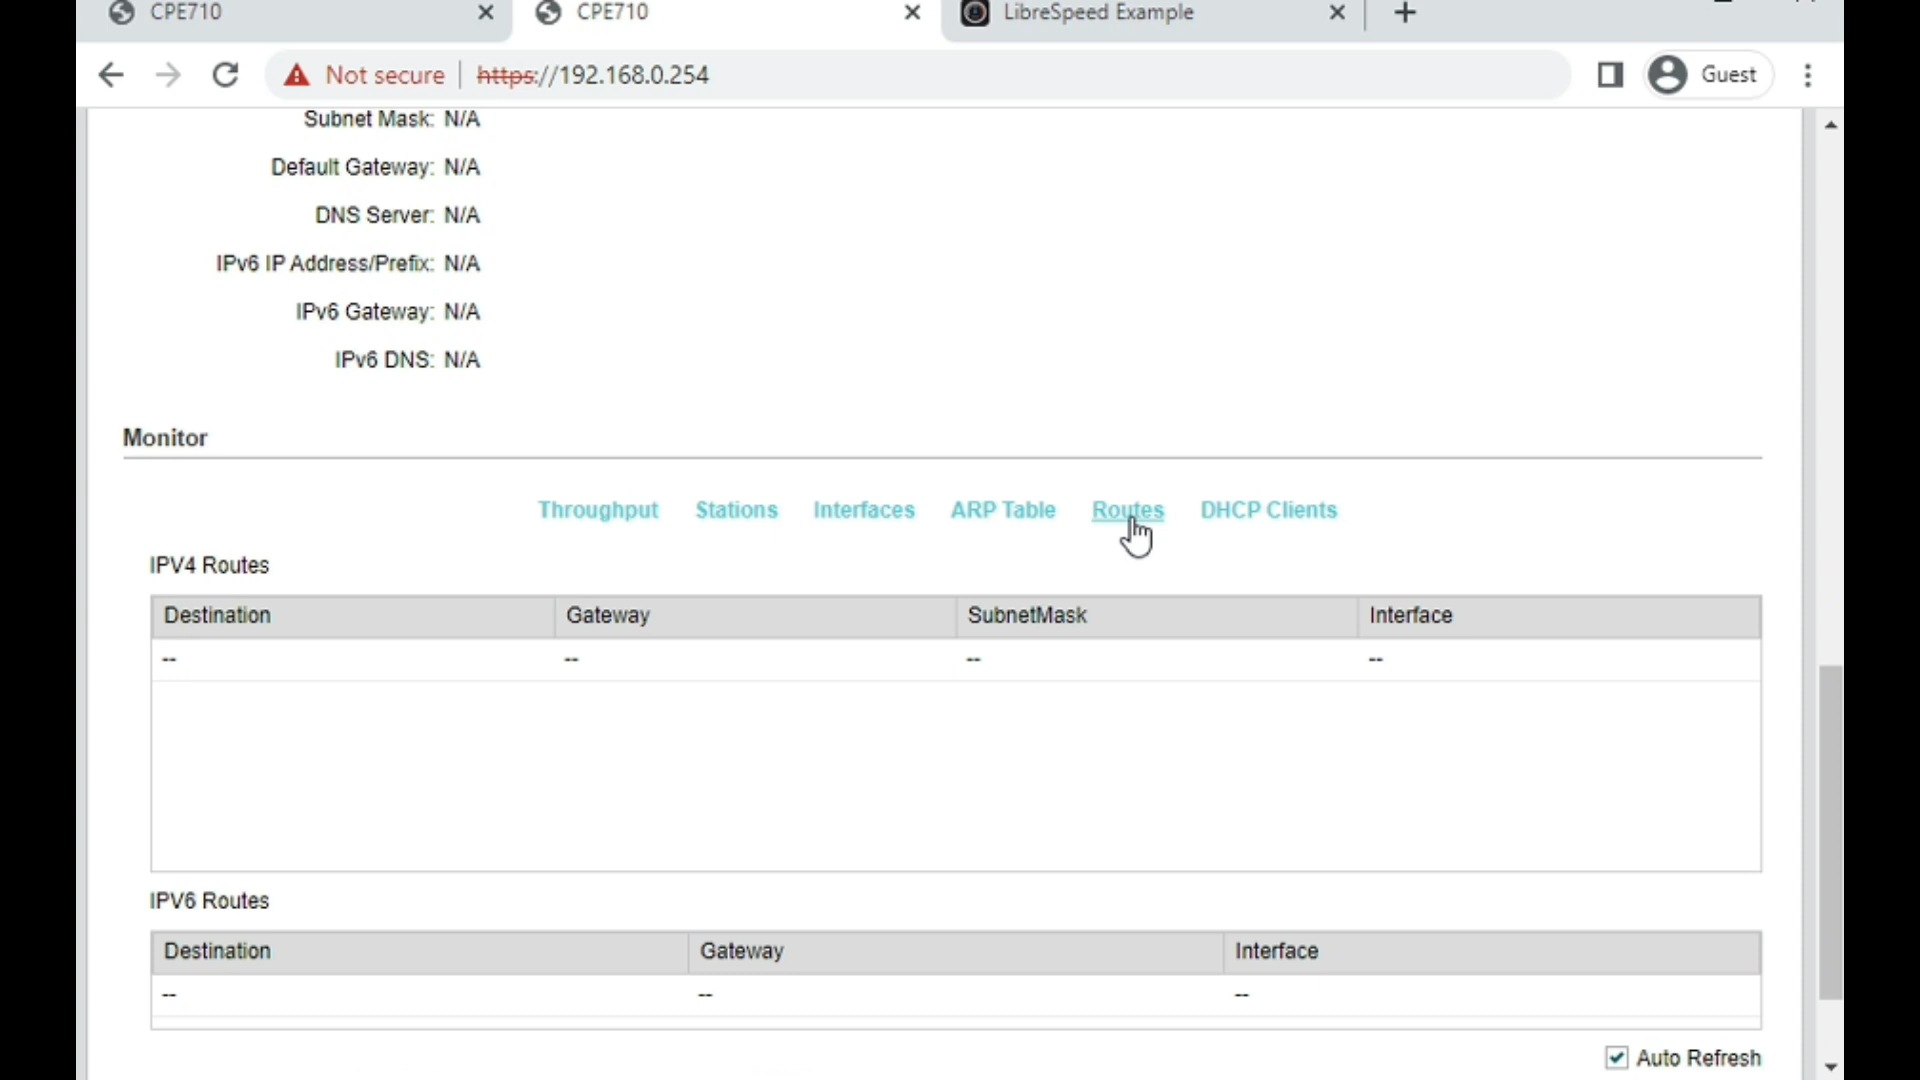 CPE710
CPE710
LibreSpeed Example
Not secure
https://192.168.0.254
Guest
Subnet Mask: N/A
Default Gateway: N/A
DNS Server: N/A
IPv6 IP Address/Prefix: N/A
IPv6 Gateway: N/A
IPv6 DNS: N/A
Monitor
Throughput Stations Interfaces ARP Table Routes DHCP Clients
IPV4 Routes
Destination Gateway SubnetMask Interface
-- -- -- --
IPV6 Routes
Destination Gateway Interface
-- -- --
Auto Refresh